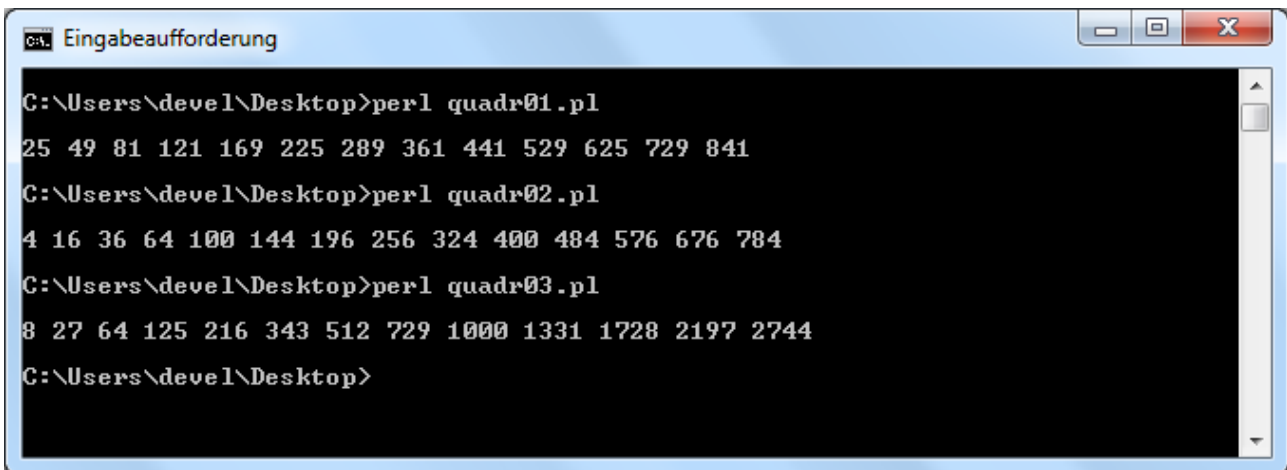 Eingabeaufforderung
C:\Users\devel\Desktop>perl quadr01.pl
25 49 81 121 169 225 289 361 441 529 625 729 841
C:\Users\devel\Desktop>perl quadr02.pl
4 16 36 64 100 144 196 256 324 400 484 576 676 784
C:\Users\devel\Desktop>perl quadr03.pl
8 27 64 125 216 343 512 729 1000 1331 1728 2197 2744
C:\Users\devel\Desktop>